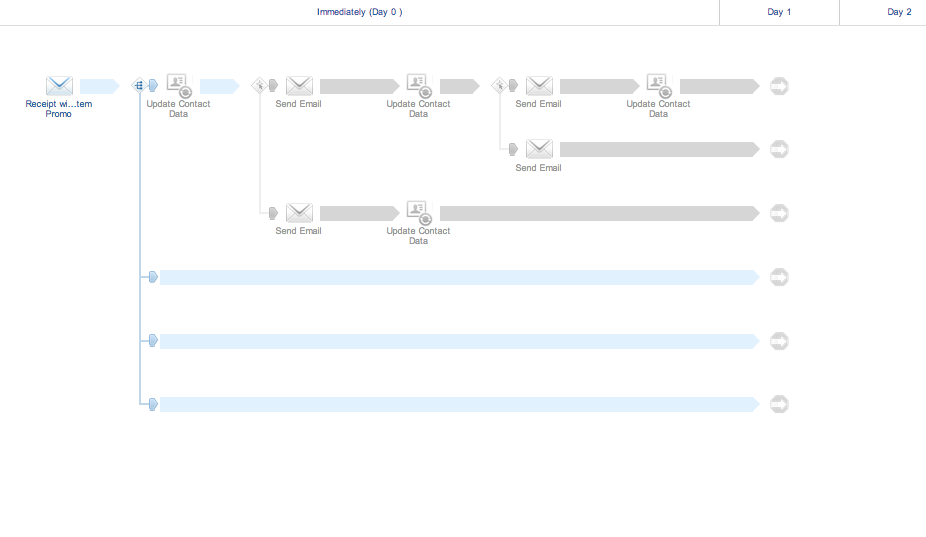 Immediately (Day 0 )
Day 1
Day 2
Receipt wi...tem
Promo
Update Contact
Data
Send Email
Update Contact
Data
Send Email
Update Contact
Data
Send Email
Send Email
Update Contact
Data